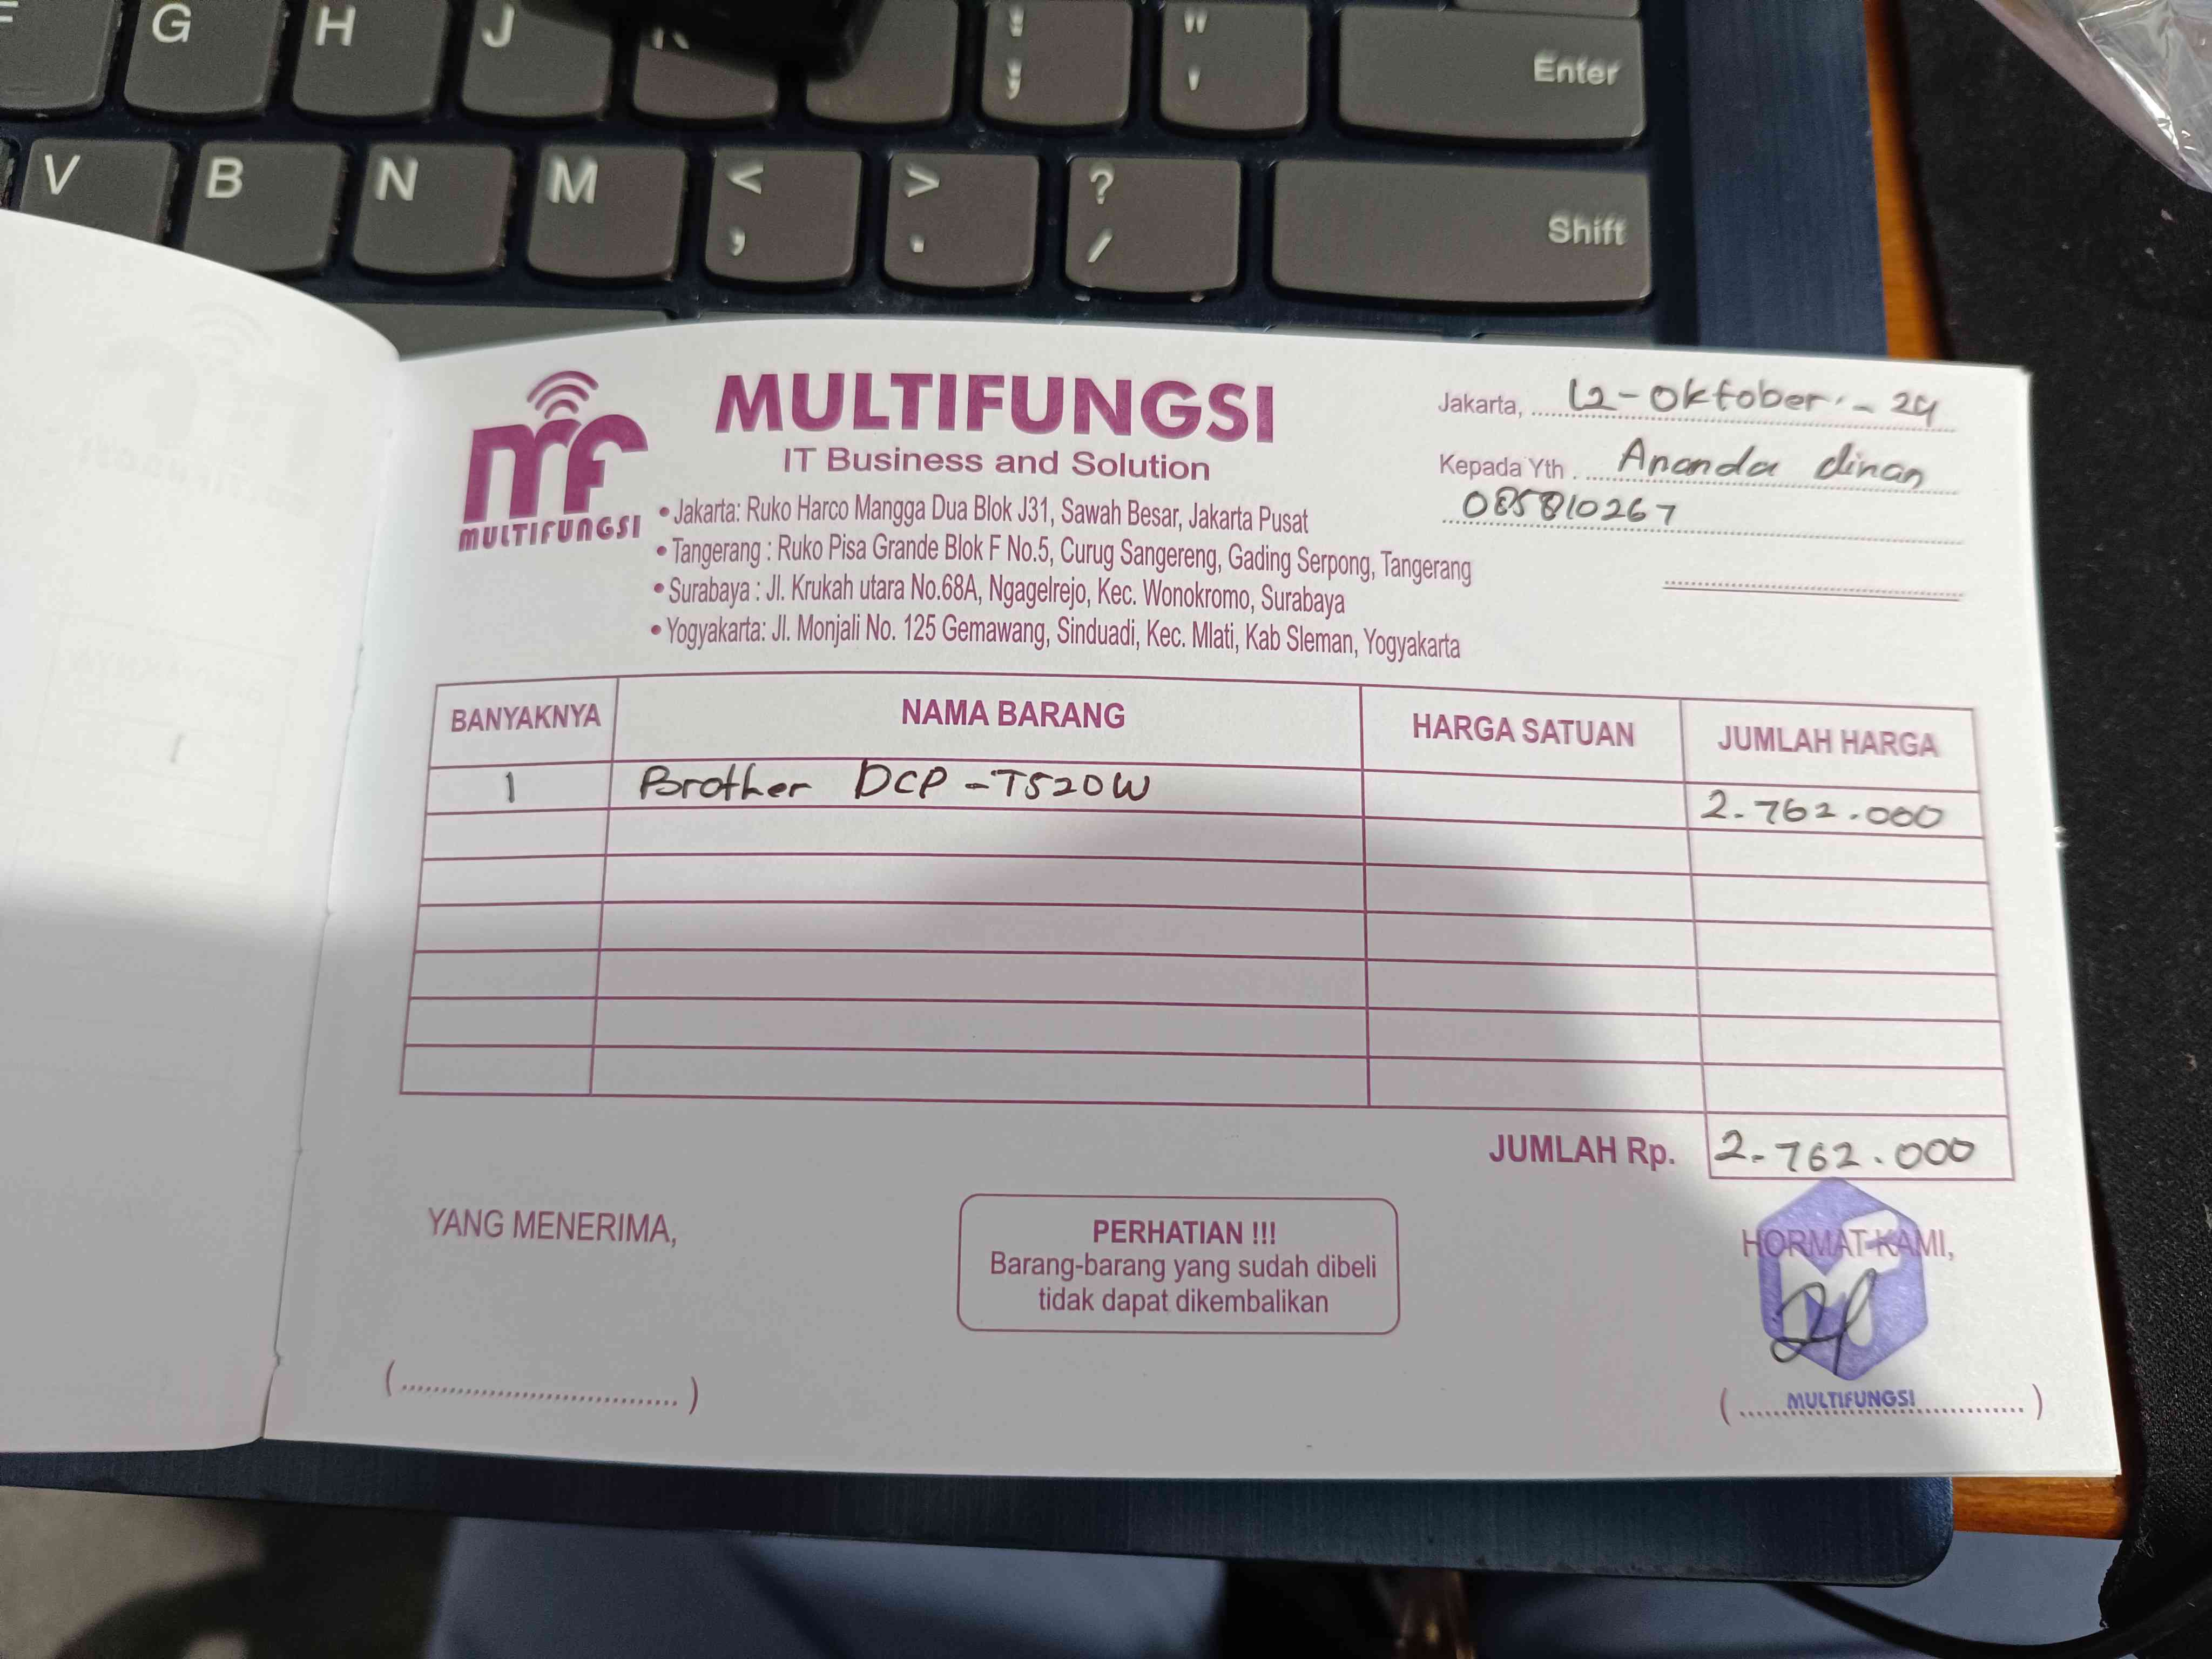 F G H J K : ; " ' Enter
V B N M < , > . ? / Shift
mf
MULTIFUNGSI
MULTIFUNGSI
IT Business and Solution
• Jakarta: Ruko Harco Mangga Dua Blok J31, Sawah Besar, Jakarta Pusat
• Tangerang : Ruko Pisa Grande Blok F No.5, Curug Sangereng, Gading Serpong, Tangerang
• Surabaya : Jl. Krukah utara No.68A, Ngagelrejo, Kec. Wonokromo, Surabaya
• Yogyakarta: Jl. Monjali No. 125 Gemawang, Sinduadi, Kec. Mlati, Kab Sleman, Yogyakarta
Jakarta, 12-Oktober - 24
Kepada Yth . Ananda dinan
085810267
BANYAKNYA NAMA BARANG HARGA SATUAN JUMLAH HARGA
1 Brother DCP-T520W 2.762.000
JUMLAH Rp. 2.762.000
YANG MENERIMA,
PERHATIAN !!!
Barang-barang yang sudah dibeli
tidak dapat dikembalikan
HORMAT KAMI,
MULTIFUNGSI